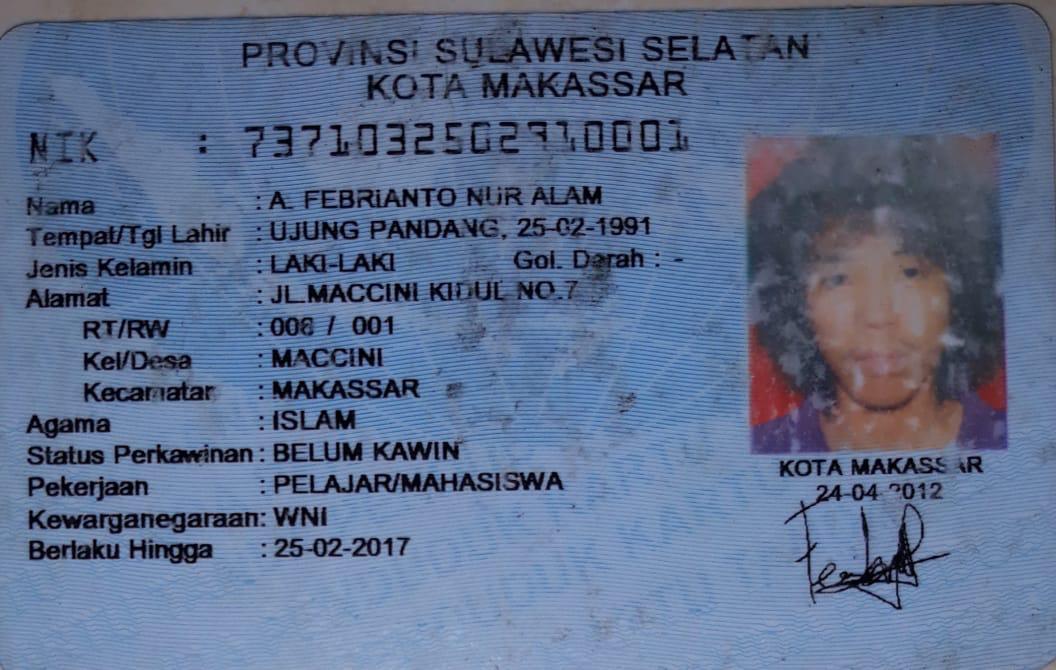 PROVINSI SULAWESI SELATAN
KOTA MAKASSAR
NIK : 7371032502910001
Nama : A. FEBRIANTO NUR ALAM
Tempat/Tgl Lahir : UJUNG PANDANG, 25-02-1991
Jenis Kelamin : LAKI-LAKI Gol. Darah : -
Alamat : JL.MACCINI KIDUL NO.7
RT/RW : 008 / 001
Kel/Desa : MACCINI
Kecamatan : MAKASSAR
Agama : ISLAM
Status Perkawinan : BELUM KAWIN
Pekerjaan : PELAJAR/MAHASISWA
Kewarganegaraan: WNI
Berlaku Hingga : 25-02-2017
KOTA MAKASSAR
24-04-2012